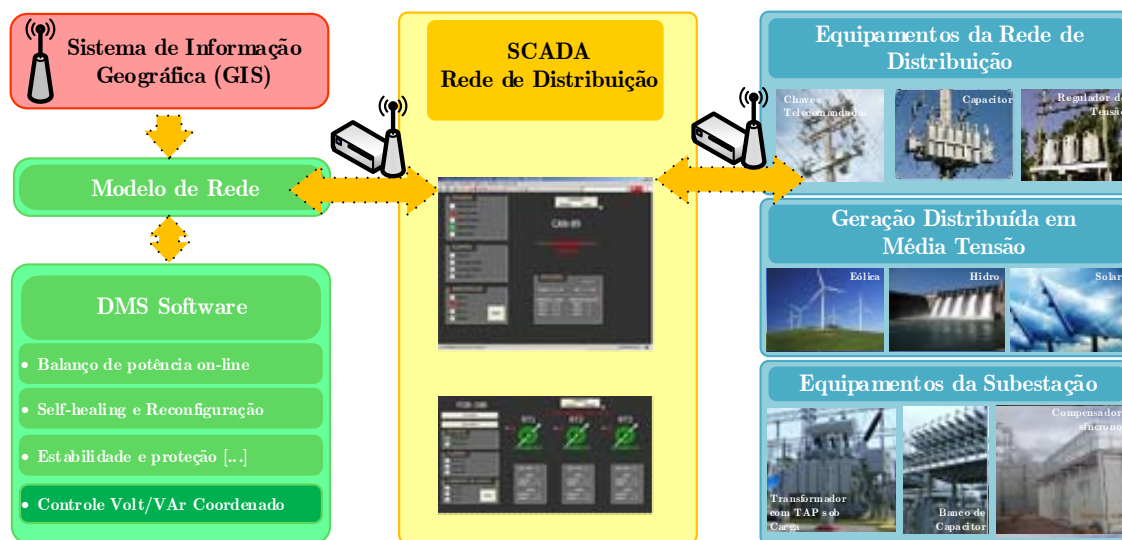 Sistema de Informação
Geográfica (GIS)
Modelo de Rede
DMS Software
• Balanço de potência on-line
• Self-healing e Reconfiguração
• Estabilidade e proteção [...]
• Controle Volt/VAr Coordenado
SCADA
Rede de Distribuição
Equipamentos da Rede de
Distribuição
Chaves
Telecomandadas
Capacitor
Regulador de
Tensão
Geração Distribuída em
Média Tensão
Eólica
Hidro
Solar
Equipamentos da Subestação
Transformador
com TAP sob
Carga
Banco de
Capacitor
Compensador
síncrono